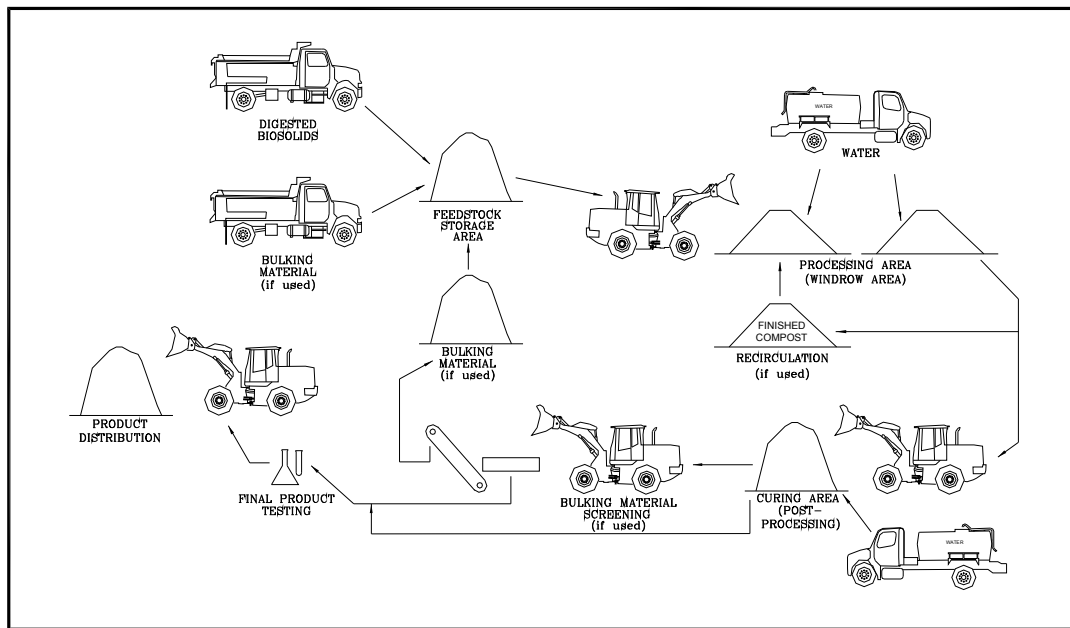 DIGESTED
BIOSOLIDS
WATER
WATER
BULKING
MATERIAL
(if used)
FEEDSTOCK
STORAGE
AREA
PROCESSING AREA
(WINDROW AREA)
FINISHED
COMPOST
RECIRCULATION
(if used)
BULKING
MATERIAL
(if used)
PRODUCT
DISTRIBUTION
FINAL PRODUCT
TESTING
BULKING MATERIAL
SCREENING
(if used)
CURING AREA
(POST-
PROCESSING)
WATER